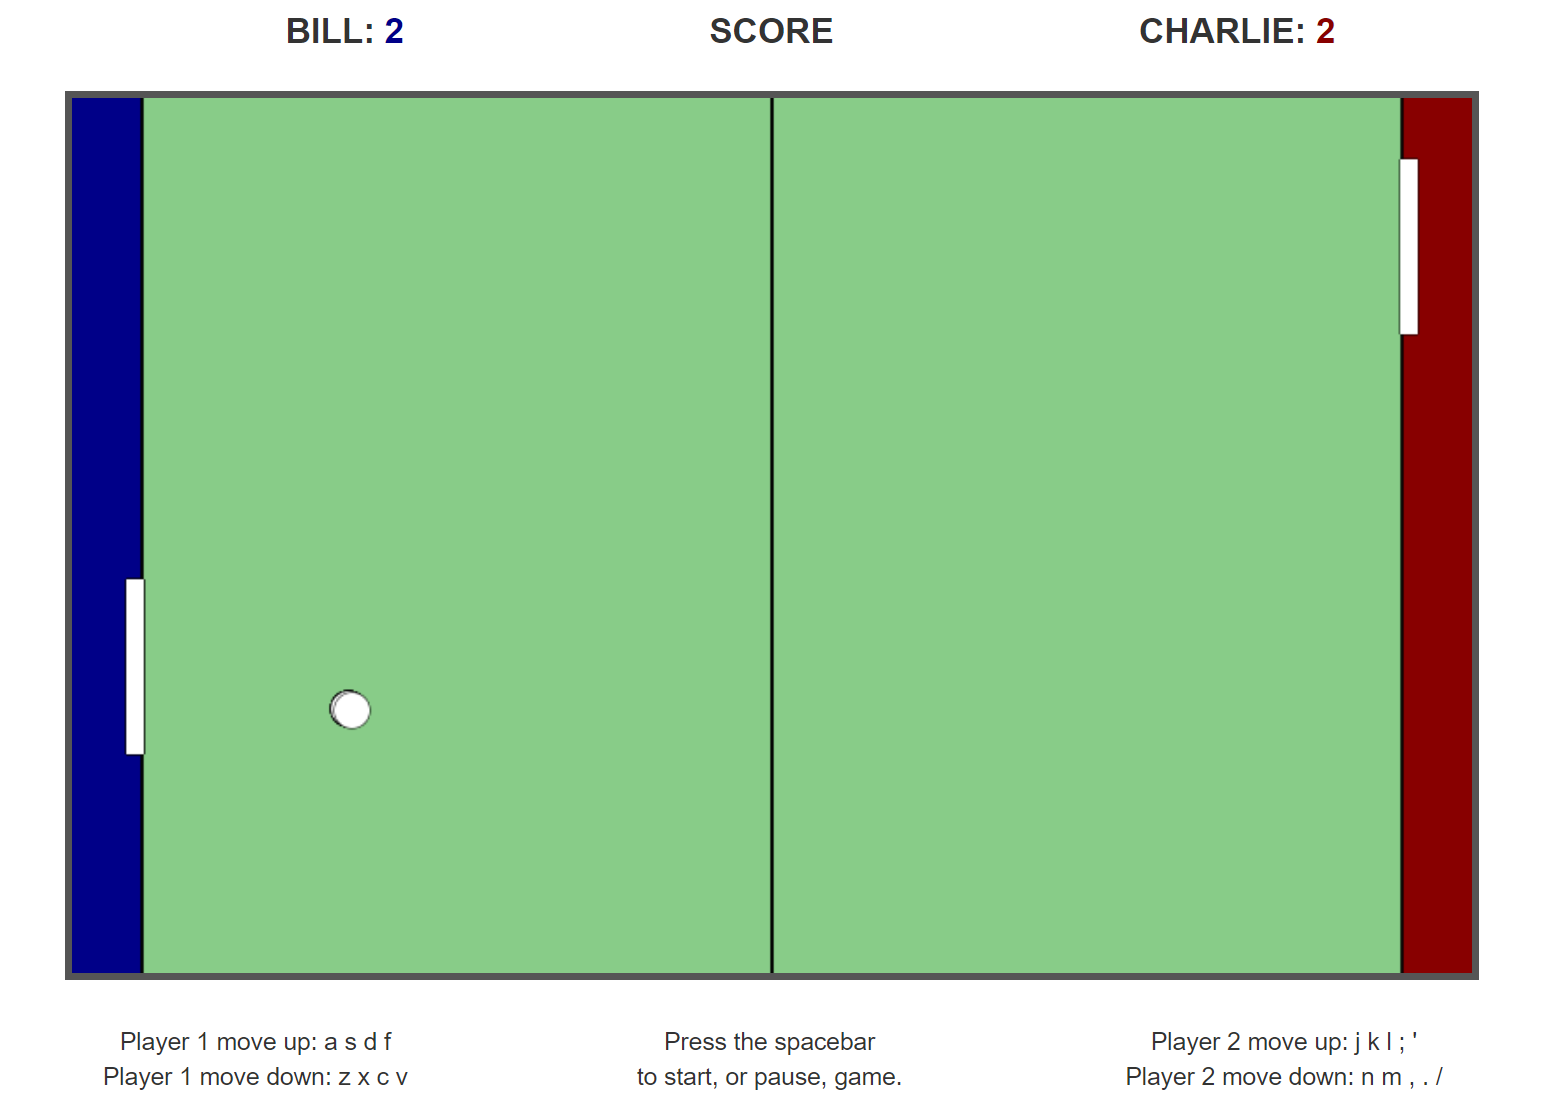 BILL: 2
SCORE
CHARLIE: 2
Player 1 move up: a s d f
Player 1 move down: z x c v
Press the spacebar
to start, or pause, game.
Player 2 move up: j k l ; '
Player 2 move down: n m , . /